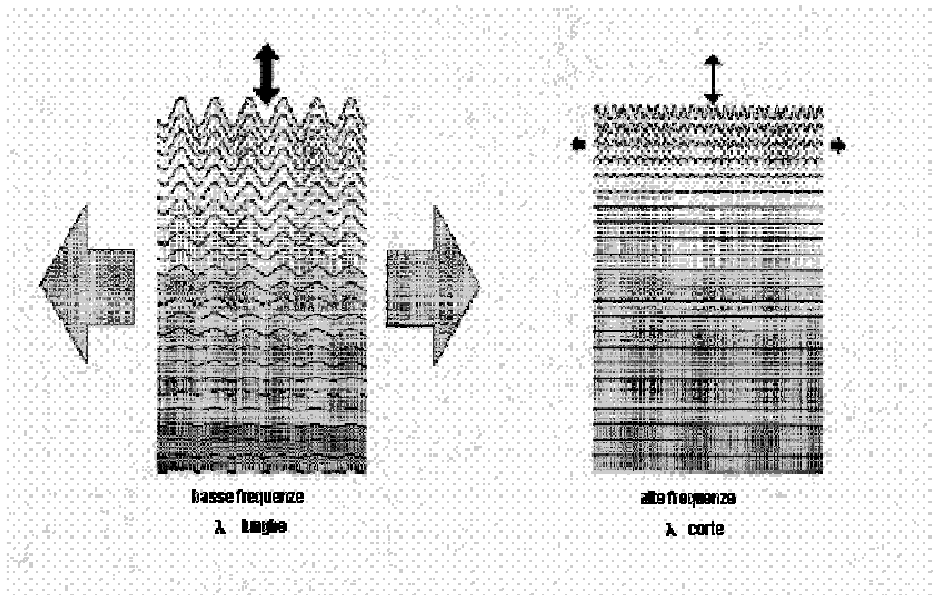 basse frequenze
λ lunghe
alte frequenze
λ corte